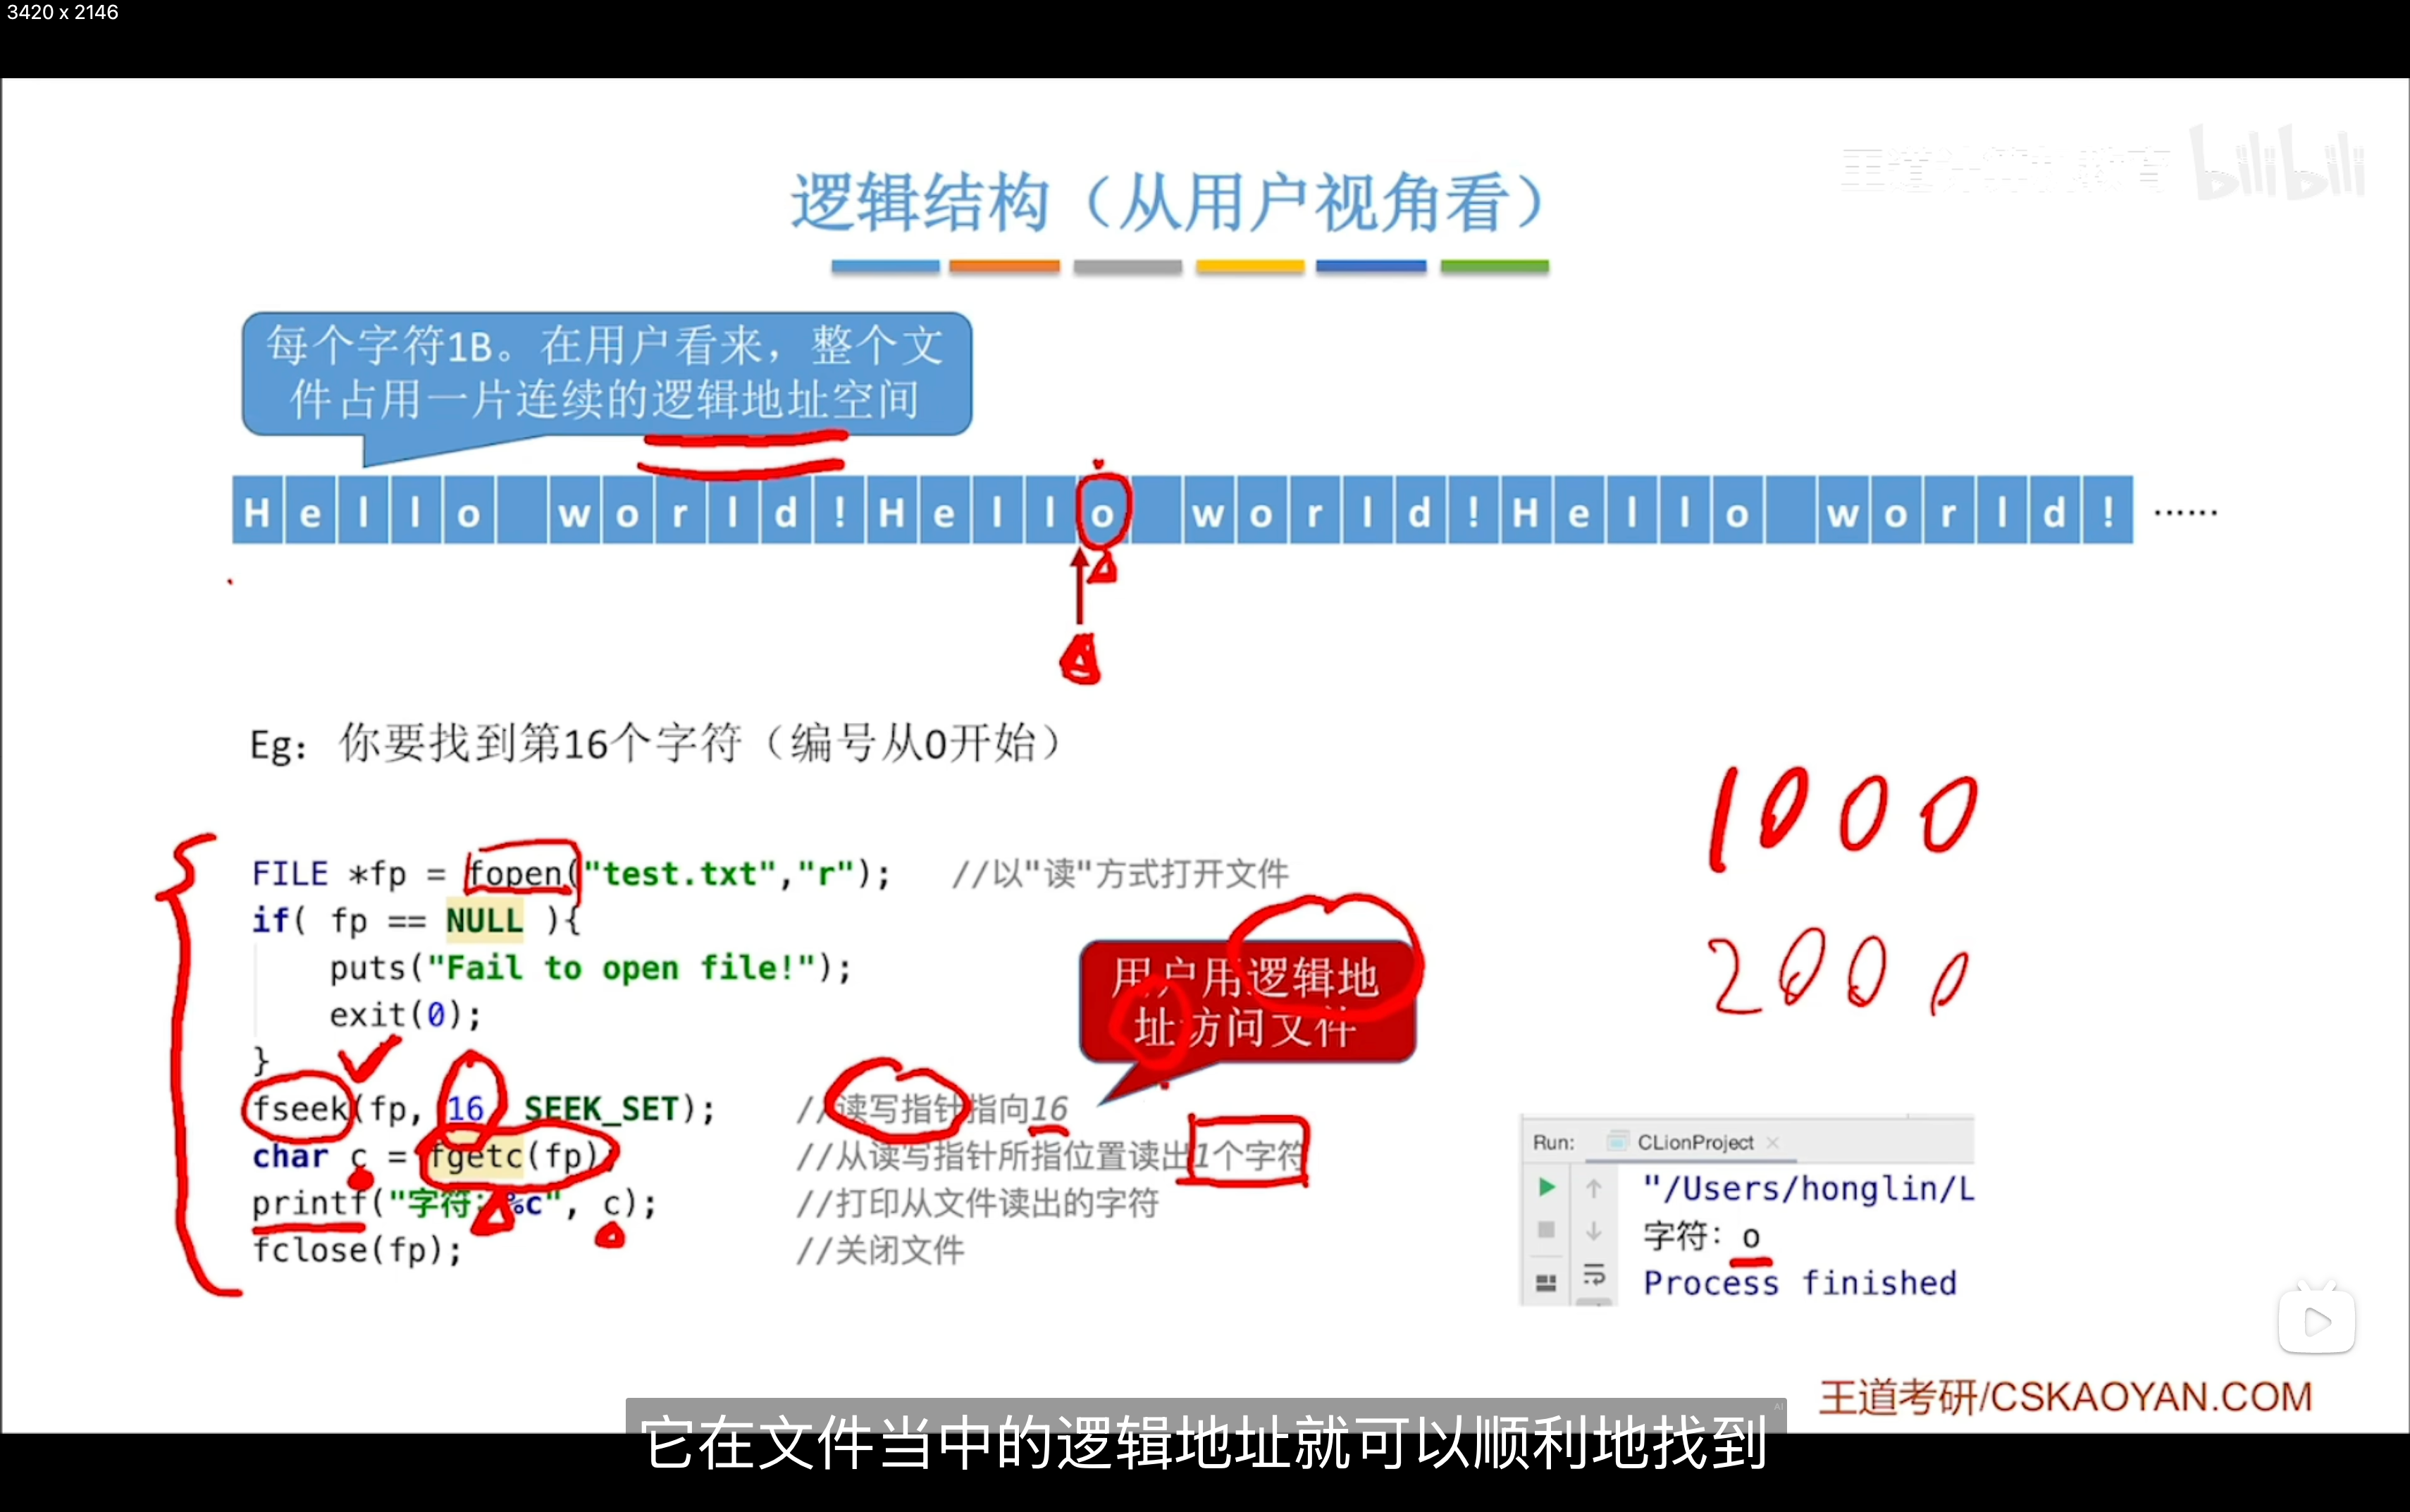 3420 x 2146
王道计算机教育 bilibili
逻辑结构（从用户视角看）
每个字符1B。在用户看来，整个文
件占用一片连续的逻辑地址空间
Hello world!Hello world!Hello world! ……
Eg：你要找到第16个字符（编号从0开始）
1000
2000
FILE *fp = fopen("test.txt","r");   //以"读"方式打开文件
if( fp == NULL ){
puts("Fail to open file!");
exit(0);
}
用户用逻辑地
址访问文件
fseek(fp, 16, SEEK_SET);   //读写指针指向16
char c = fgetc(fp);   //从读写指针所指位置读出1个字符
printf("字符：%c", c);   //打印从文件读出的字符
fclose(fp);   //关闭文件
Run: CLionProject ×
"/Users/honglin/L
字符：o
Process finished
王道考研/CSKAOYAN.COM
AI
它在文件当中的逻辑地址就可以顺利地找到